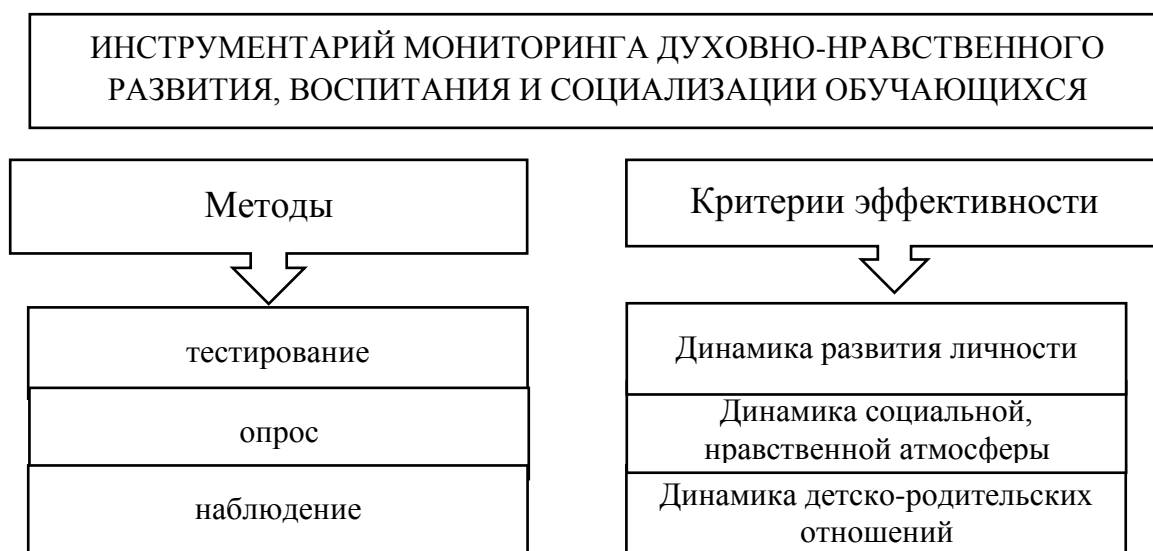 ИНСТРУМЕНТАРИЙ МОНИТОРИНГА ДУХОВНО-НРАВСТВЕННОГО
РАЗВИТИЯ, ВОСПИТАНИЯ И СОЦИАЛИЗАЦИИ ОБУЧАЮЩИХСЯ
Методы
тестирование
опрос
наблюдение
Критерии эффективности
Динамика развития личности
Динамика социальной,
нравственной атмосферы
Динамика детско-родительских
отношений